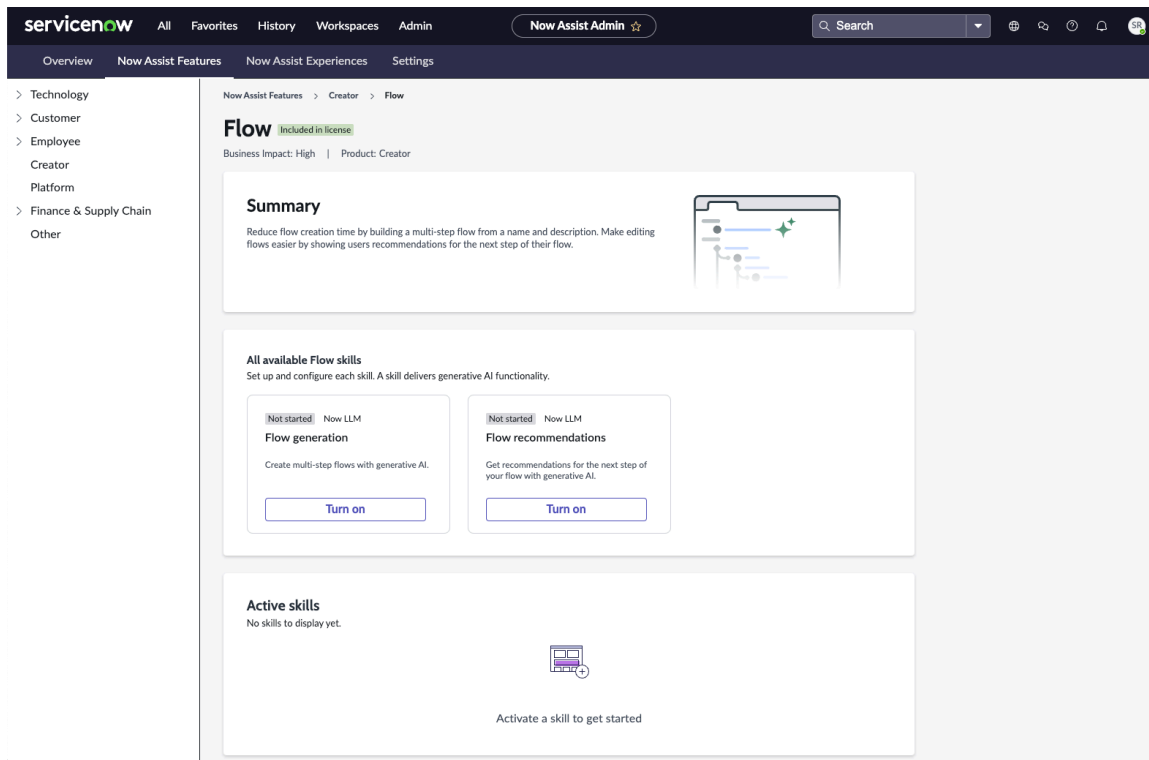 servicenow All Favorites History Workspaces Admin Now Assist Admin Search SR
Overview Now Assist Features Now Assist Experiences Settings
Technology
Customer
Employee
Creator
Platform
Finance & Supply Chain
Other
Now Assist Features > Creator > Flow
Flow Included in license
Business Impact: High | Product: Creator
Summary
Reduce flow creation time by building a multi-step flow from a name and description. Make editing
flows easier by showing users recommendations for the next step of their flow.
All available Flow skills
Set up and configure each skill. A skill delivers generative AI functionality.
Not started Now LLM
Flow generation
Create multi-step flows with generative AI.
Turn on
Not started Now LLM
Flow recommendations
Get recommendations for the next step of
your flow with generative AI.
Turn on
Active skills
No skills to display yet.
Activate a skill to get started